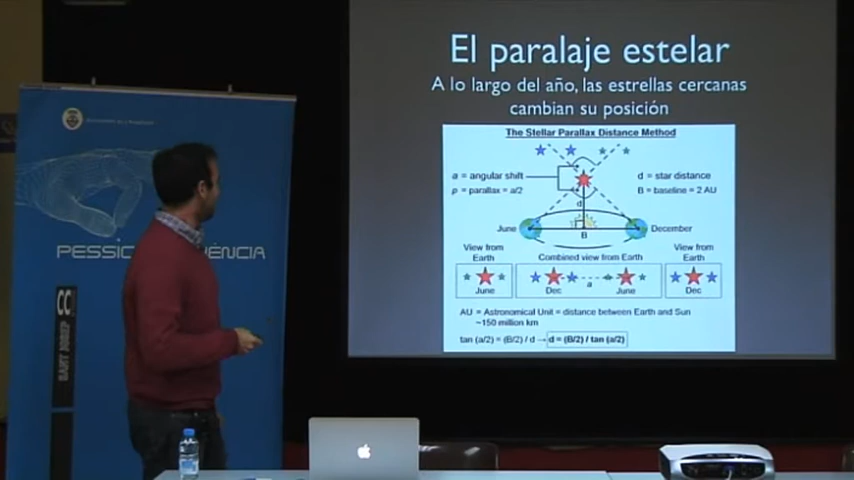 El paralaje estelar
A lo largo del año, las estrellas cercanas
cambian su posición
The Stellar Parallax Distance Method
a = angular shift
p = parallax = a/2
d = star distance
B = baseline = 2 AU
d
June
B
December
View from
Earth
June
Combined view from Earth
a
Dec
June
View from
Earth
Dec
AU = Astronomical Unit = distance between Earth and Sun
~150 million km
tan (a/2) = (B/2) / d → d = (B/2) / tan (a/2)
PESSIC
ÈNCIA
CC
SANT JOSEP